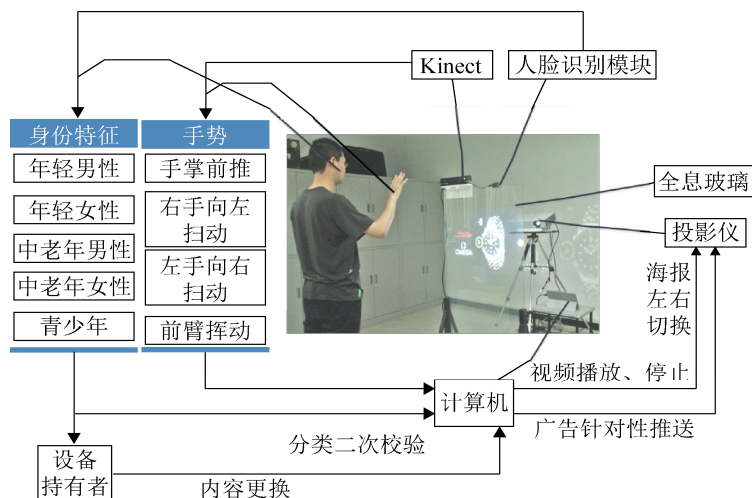 Kinect
人脸识别模块
身份特征
手势
年轻男性
手掌前推
年轻女性
右手向左
扫动
中老年男性
左手向右
扫动
中老年女性
青少年
前臂挥动
OMEGA
全息玻璃
投影仪
海报
左右
切换
视频播放、停止
计算机
广告针对性推送
分类二次校验
设备
持有者
内容更换